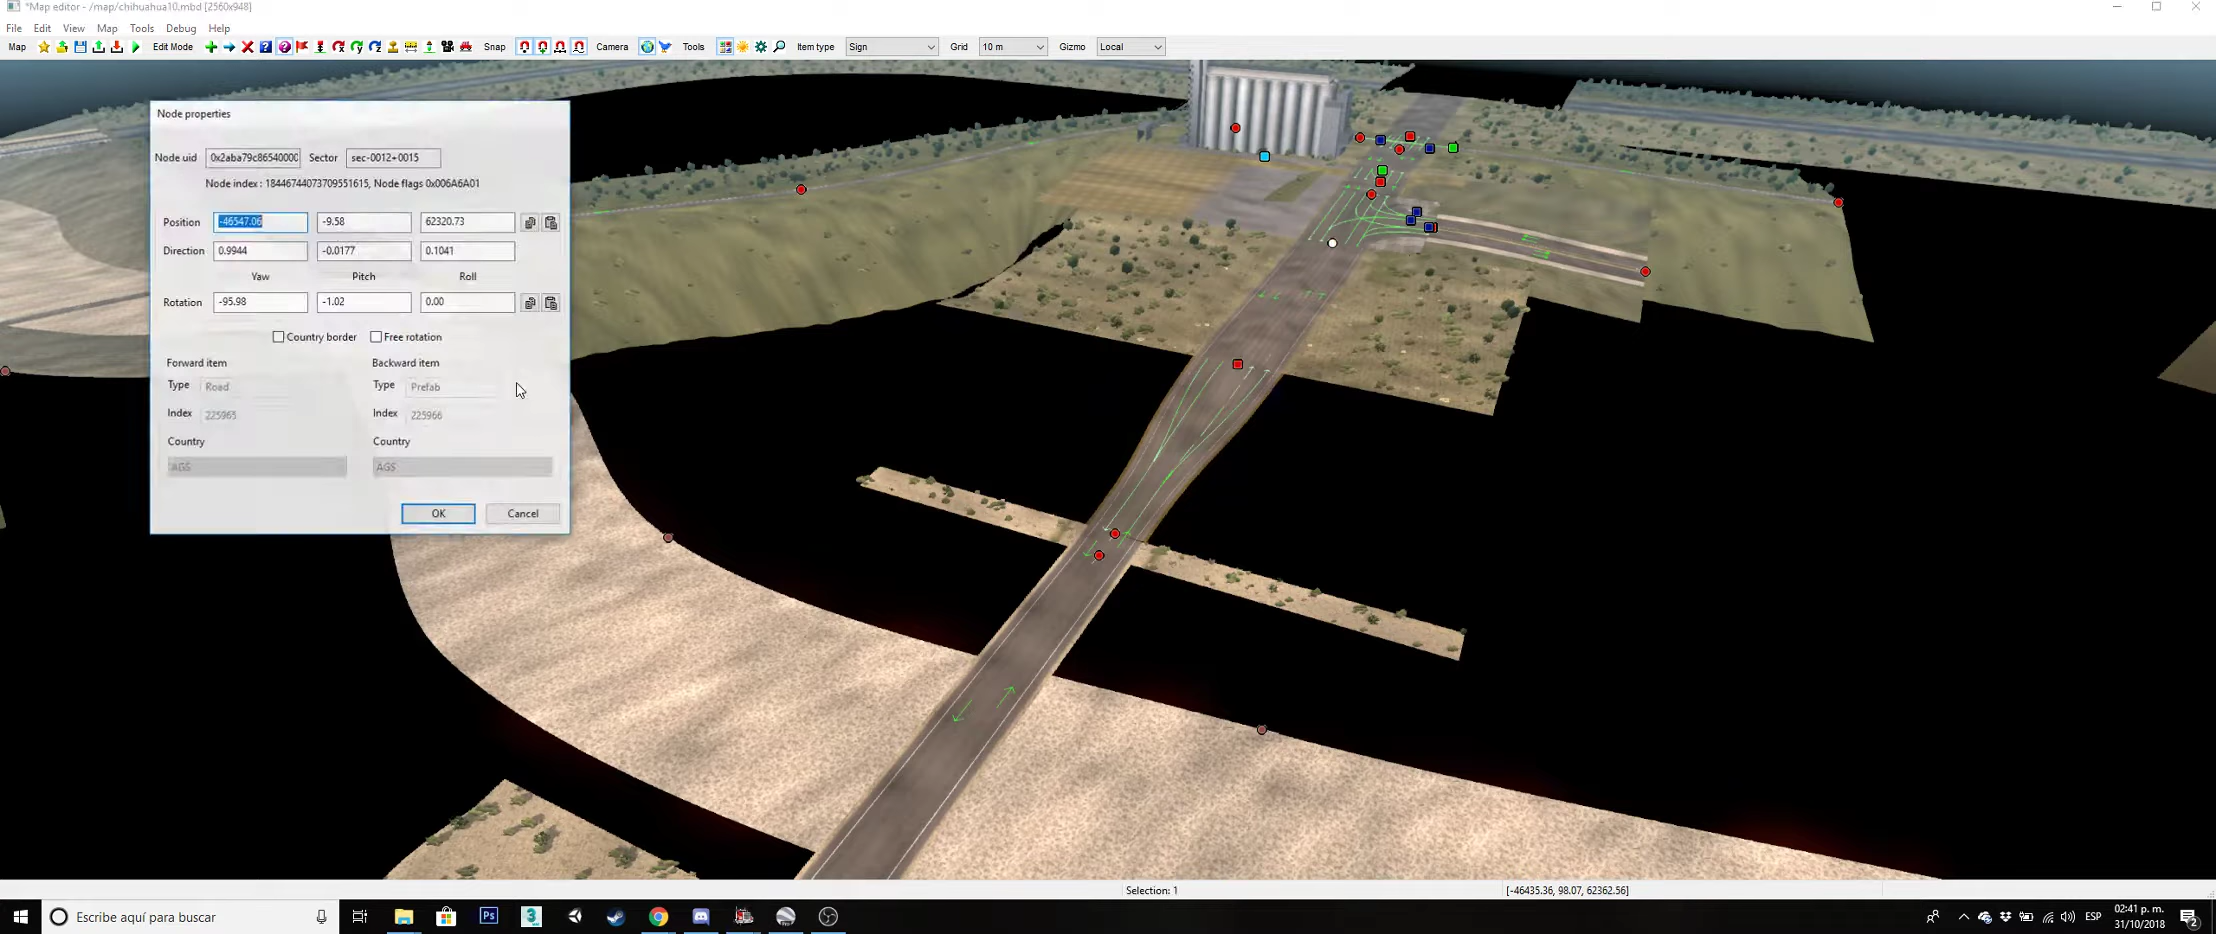 *Map editor - /map/chihuahua10.mbd [2560x948]
File Edit View Map Tools Debug Help
Map Edit Mode Snap Camera Tools Item type Sign Grid 10 m Gizmo Local
Node properties
Node uid 0x2aba79c86540000 Sector sec-0012+0015
Node index : 18446744073709551615, Node flags 0x006A6A01
Position -46547.06 -9.58 62320.73
Direction 0.9944 -0.0177 0.1041
Yaw Pitch Roll
Rotation -95.98 -1.02 0.00
Country border Free rotation
Forward item Backward item
Type Road Type Prefab
Index 225965 Index 225966
Country Country
AGS AGS
OK Cancel
Selection: 1 [-46435.36, 98.07, 62362.56]
Escribe aquí para buscar
Ps
3
ESP
02:41 p. m.
31/10/2018
2